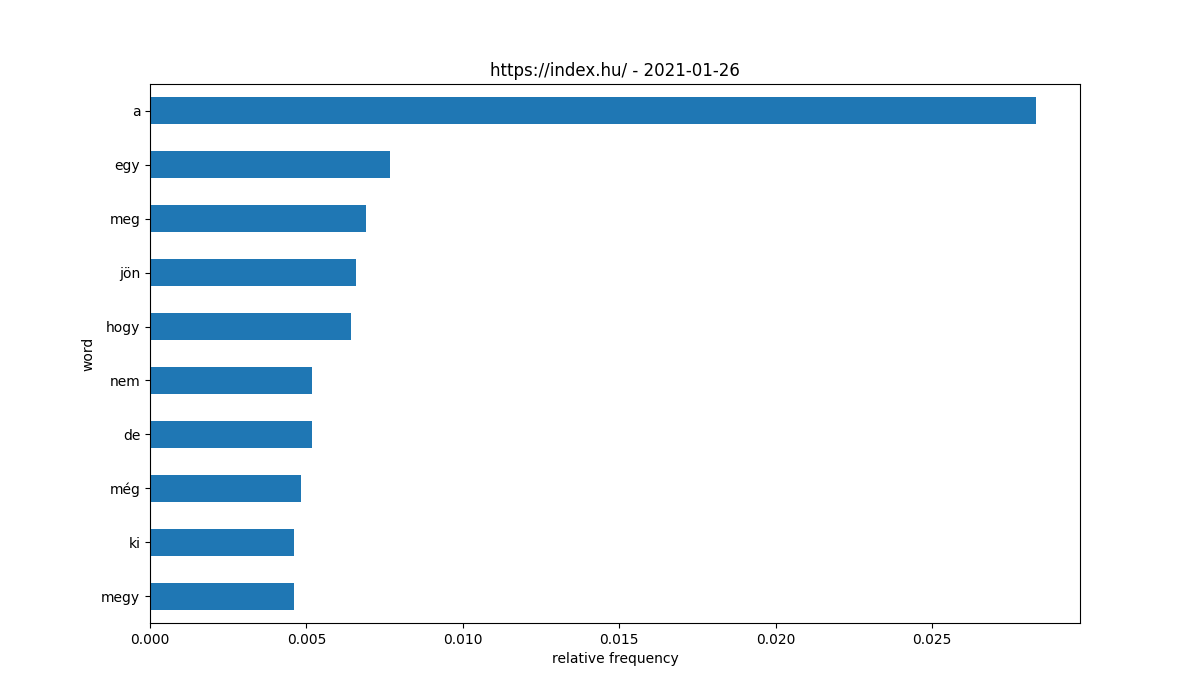 https://index.hu/ - 2021-01-26
a
egy
meg
jön
hogy
nem
de
még
ki
megy
word
0.000 0.005 0.010 0.015 0.020 0.025
relative frequency